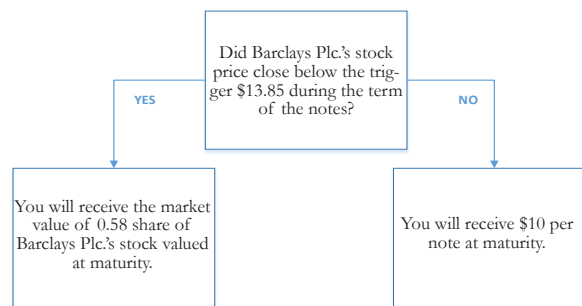 Did Barclays Plc.'s stock
price close below the trig-
ger $13.85 during the term
of the notes?
YES
NO
You will receive the market
value of 0.58 share of
Barclays Plc.'s stock valued
at maturity.
You will receive $10 per
note at maturity.